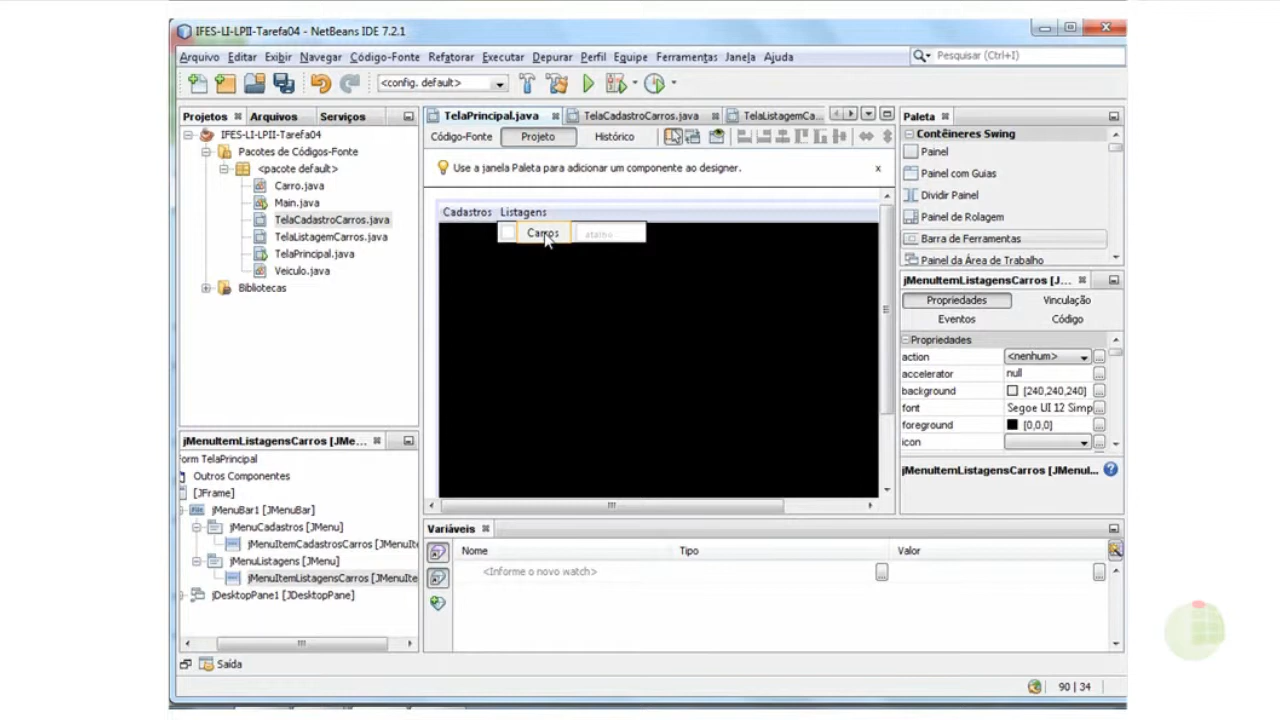 IFES-LI-LPII-Tarefa04 - NetBeans IDE 7.2.1
Arquivo Editar Exibir Navegar Código-Fonte Refatorar Executar Depurar Perfil Equipe Ferramentas Janela Ajuda
Pesquisar (Ctrl+I)
<config. default>
Projetos Arquivos Serviços
IFES-LI-LPII-Tarefa04
Pacotes de Códigos-Fonte
<pacote default>
Carro.java
Main.java
TelaCadastroCarros.java
TelaListagemCarros.java
TelaPrincipal.java
Veiculo.java
Bibliotecas
TelaPrincipal.java TelaCadastroCarros.java TelaListagemCa...
Código-Fonte Projeto Histórico
Use a janela Paleta para adicionar um componente ao designer. x
Cadastros Listagens
Carros atalho
Paleta
Contêineres Swing
Painel
Painel com Guias
Dividir Painel
Painel de Rolagem
Barra de Ferramentas
Painel da Área de Trabalho
jMenuItemListagensCarros [J...
Propriedades Vinculação
Eventos Código
Propriedades
action <nenhum> ...
accelerator null ...
background [240,240,240] ...
font Segoe UI 12 Simp ...
foreground [0,0,0] ...
icon ...
jMenuItemListagensCarros [JMenuI...
jMenuItemListagensCarros [JMe...
Form TelaPrincipal
Outros Componentes
[JFrame]
jMenuBar1 [JMenuBar]
jMenuCadastros [JMenu]
jMenuItemCadastrosCarros [JMenuIte
jMenuListagens [JMenu]
jMenuItemListagensCarros [JMenuIte
jDesktopPane1 [JDesktopPane]
Variáveis
Nome Tipo Valor
<Informe o novo watch> ... ...
Saída
90 | 34